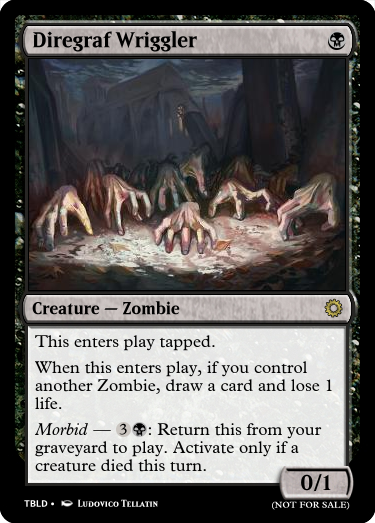 Diregraf Wriggler
Creature — Zombie
This enters play tapped.
When this enters play, if you control
another Zombie, draw a card and lose 1
life.
Morbid — 3 : Return this from your
graveyard to play. Activate only if a
creature died this turn.
0/1
TBLD • Ludovico Tellatin
(NOT FOR SALE)